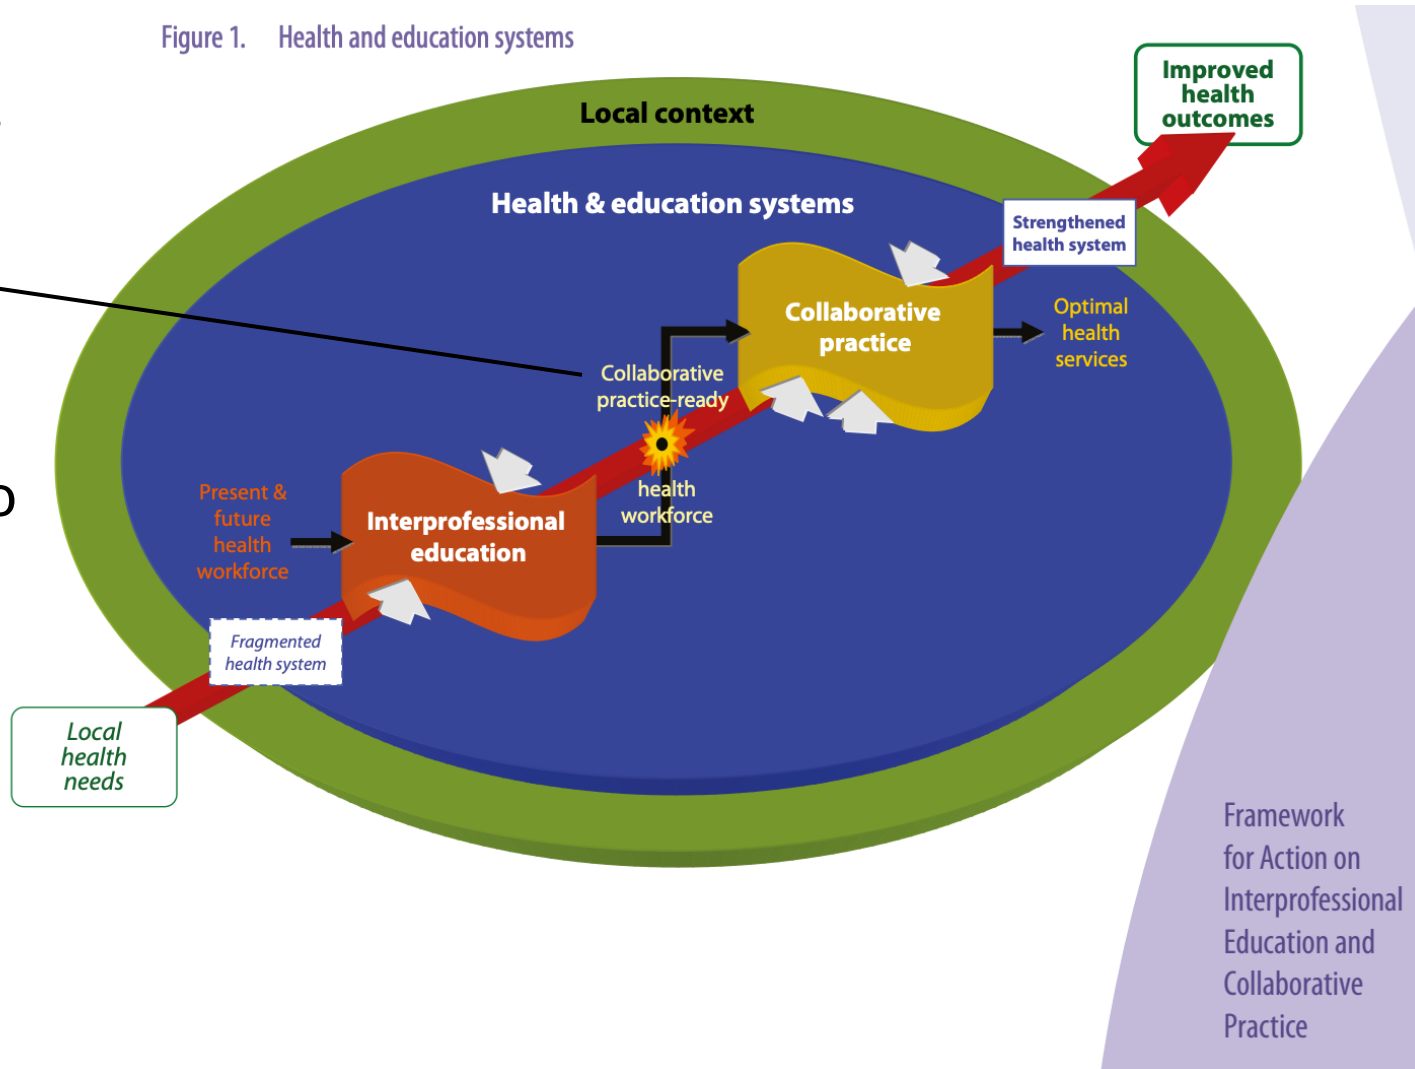 Figure 1. Health and education systems
Improved
health
outcomes
Local context
Health & education systems
Strengthened
health system
Collaborative
practice
Optimal
health
services
Collaborative
practice-ready
health
workforce
Present &
future
health
workforce
Interprofessional
education
Fragmented
health system
Local
health
needs
Framework
for Action on
Interprofessional
Education and
Collaborative
Practice